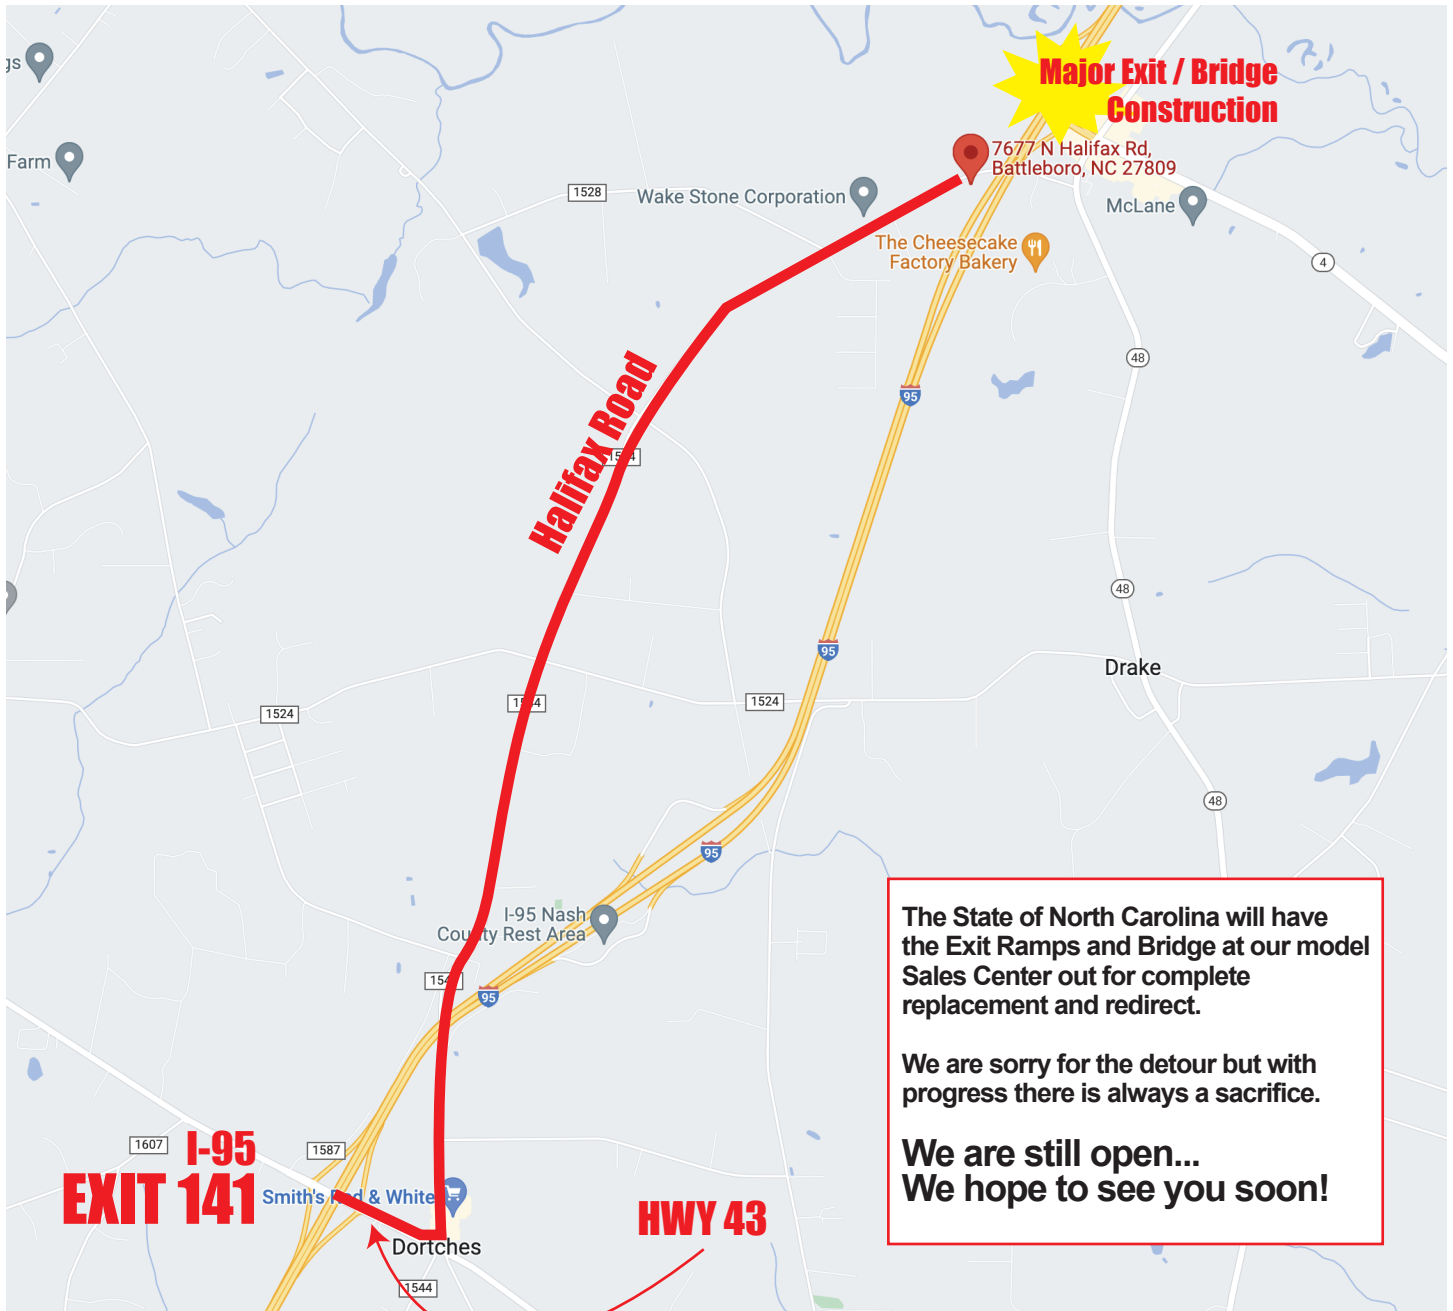 Major Exit / Bridge
Construction
gs
7677 N Halifax Rd,
Battleboro, NC 27809
Farm
1528
Wake Stone Corporation
McLane
The Cheesecake
Factory Bakery
4
48
95
Halifax Road
48
95
Drake
1524
1524
48
95
I-95 Nash
County Rest Area
95
The State of North Carolina will have
the Exit Ramps and Bridge at our model
Sales Center out for complete
replacement and redirect.
We are sorry for the detour but with
progress there is always a sacrifice.
We are still open...
We hope to see you soon!
1607
1587
I-95
EXIT 141
Smith's Red & White
HWY 43
Dortches
1544